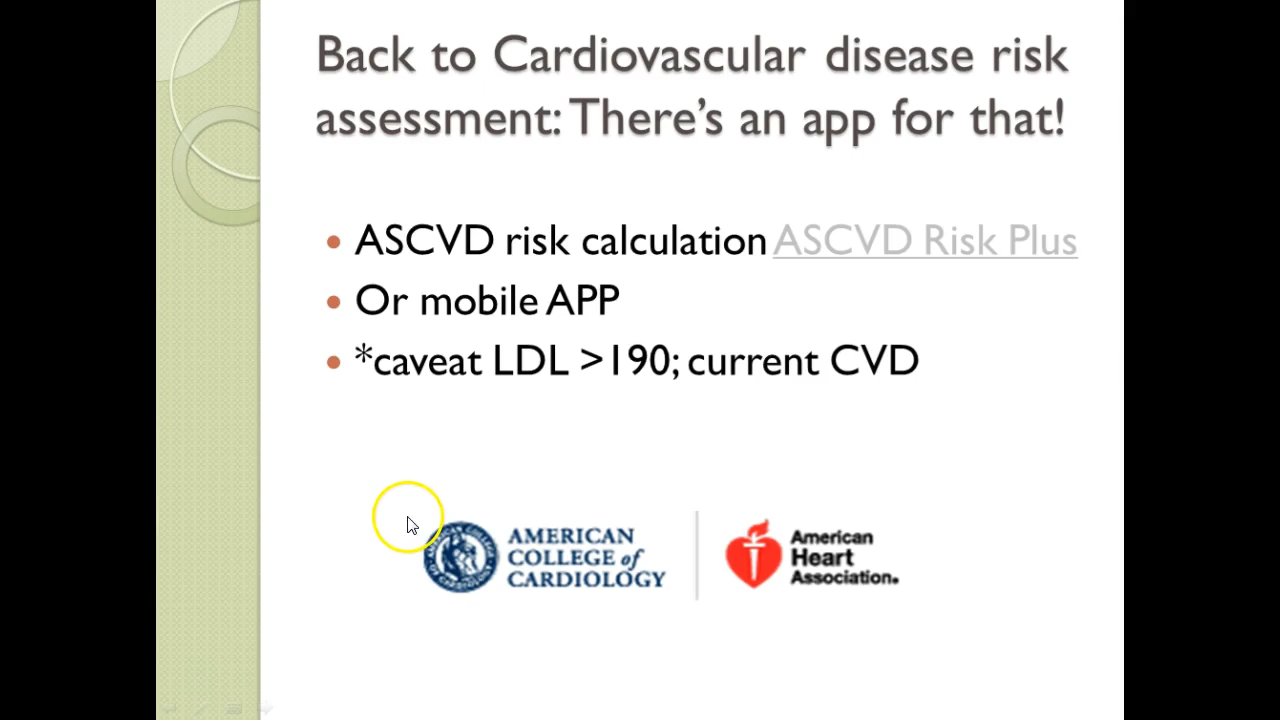 Back to Cardiovascular disease risk
assessment: There's an app for that!
• ASCVD risk calculation ASCVD Risk Plus
• Or mobile APP
• *caveat LDL >190; current CVD
AMERICAN
COLLEGE of
CARDIOLOGY
American
Heart
Association.